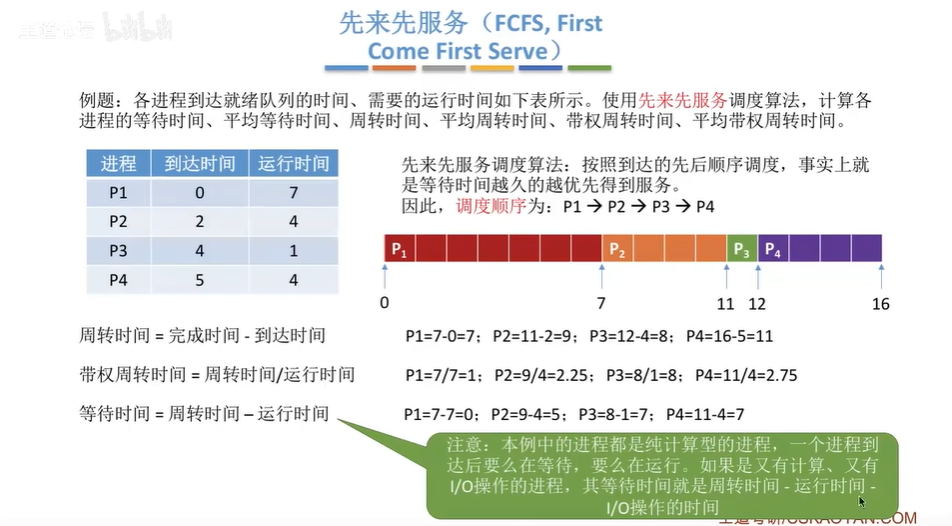 先来先服务（FCFS, First
Come First Serve）
例题：各进程到达就绪队列的时间、需要的运行时间如下表所示。使用先来先服务调度算法，计算各
进程的等待时间、平均等待时间、周转时间、平均周转时间、带权周转时间、平均带权周转时间。
进程 到达时间 运行时间
P1 0 7
P2 2 4
P3 4 1
P4 5 4
先来先服务调度算法：按照到达的先后顺序调度，事实上就
是等待时间越久的越优先得到服务。
因此，调度顺序为：P1 → P2 → P3 → P4
P1 P2 P3 P4
0 7 11 12 16
周转时间 = 完成时间 - 到达时间 P1=7-0=7；P2=11-2=9；P3=12-4=8；P4=16-5=11
带权周转时间 = 周转时间/运行时间 P1=7/7=1；P2=9/4=2.25；P3=8/1=8；P4=11/4=2.75
等待时间 = 周转时间 – 运行时间 P1=7-7=0；P2=9-4=5；P3=8-1=7；P4=11-4=7
注意：本例中的进程都是纯计算型的进程，一个进程到
达后要么在等待，要么在运行。如果是又有计算、又有
I/O操作的进程，其等待时间就是周转时间 - 运行时间 -
I/O操作的时间
王道考研/CSKAOYAN.COM